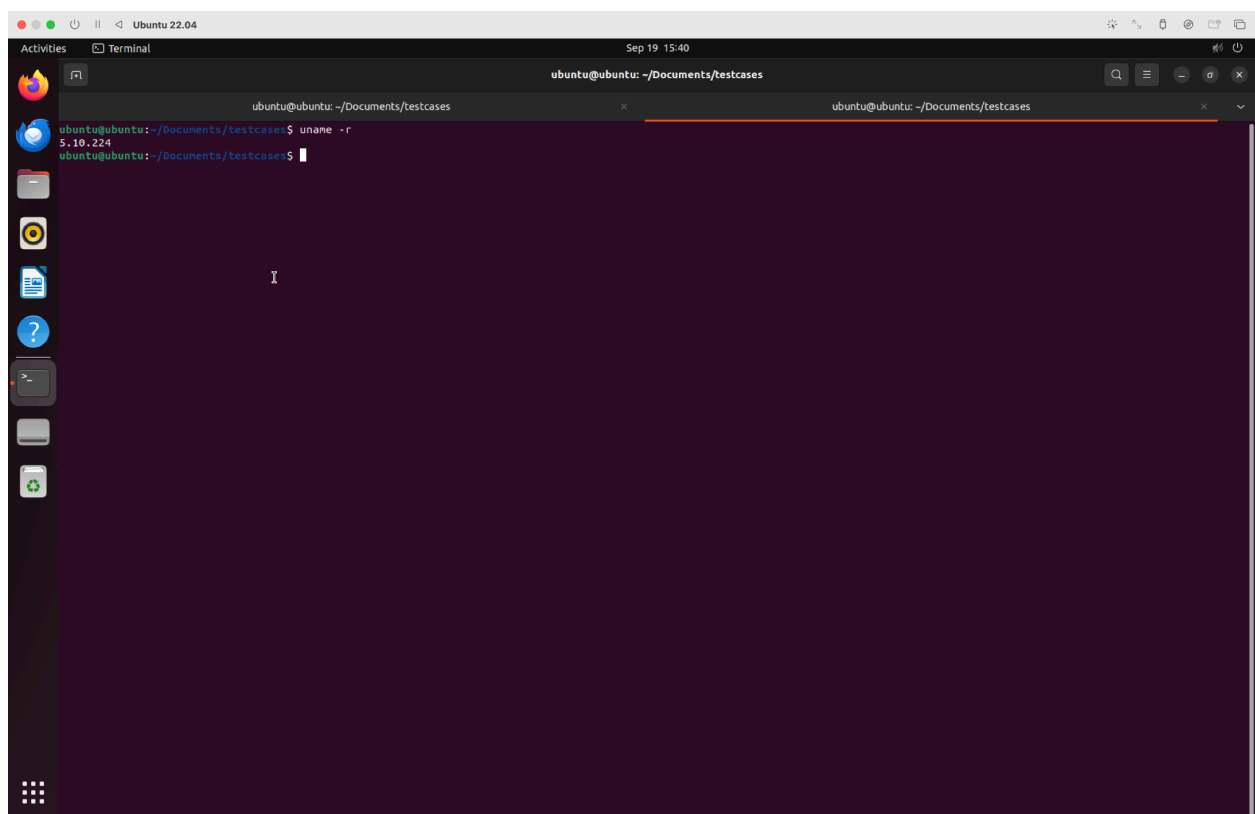 Ubuntu 22.04
Activities Terminal Sep 19 15:40
ubuntu@ubuntu: ~/Documents/testcases
ubuntu@ubuntu: ~/Documents/testcases × ubuntu@ubuntu: ~/Documents/testcases ×
ubuntu@ubuntu:~/Documents/testcases$ uname -r
5.10.224
ubuntu@ubuntu:~/Documents/testcases$